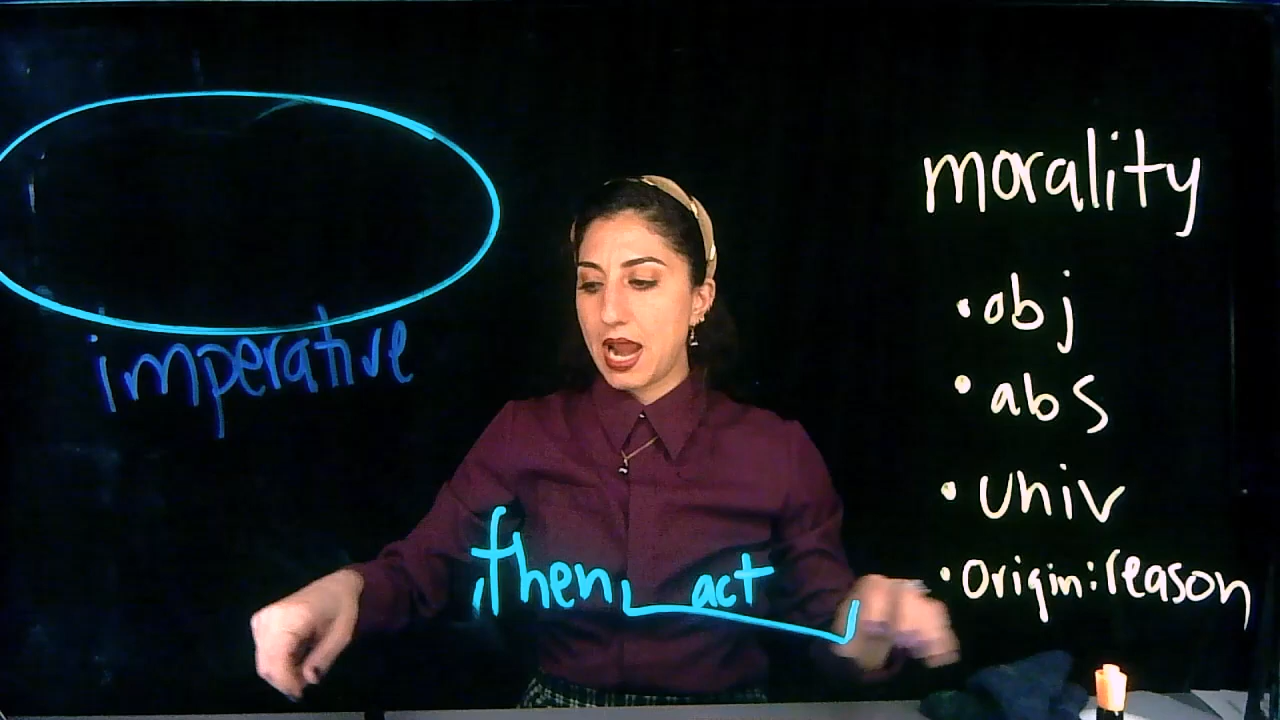 imperative
, then, act
morality
• obj
• abs
• univ
• Origin: reason